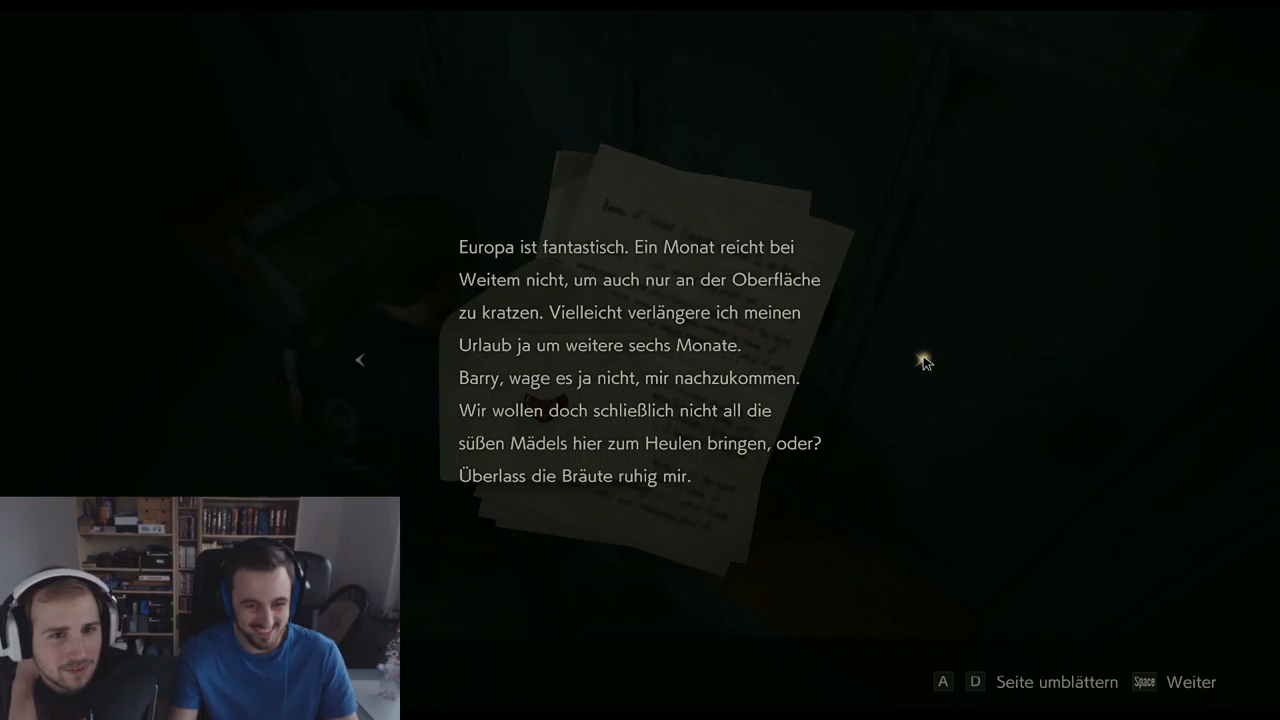 Europa ist fantastisch. Ein Monat reicht bei
Weitem nicht, um auch nur an der Oberfläche
zu kratzen. Vielleicht verlängere ich meinen
Urlaub ja um weitere sechs Monate.
Barry, wage es ja nicht, mir nachzukommen.
Wir wollen doch schließlich nicht all die
süßen Mädels hier zum Heulen bringen, oder?
Überlass die Bräute ruhig mir.
A D Seite umblättern Space Weiter